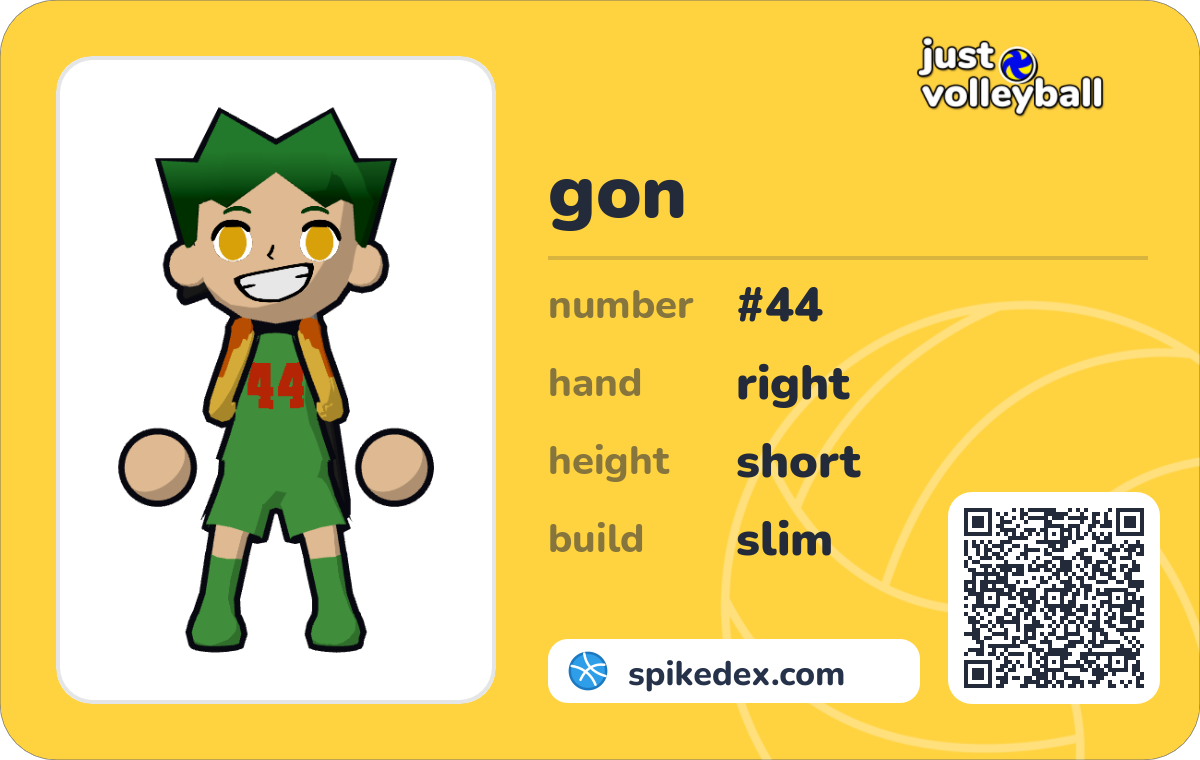 just
volleyball
gon
number #44
hand right
height short
build slim
44
spikedex.com